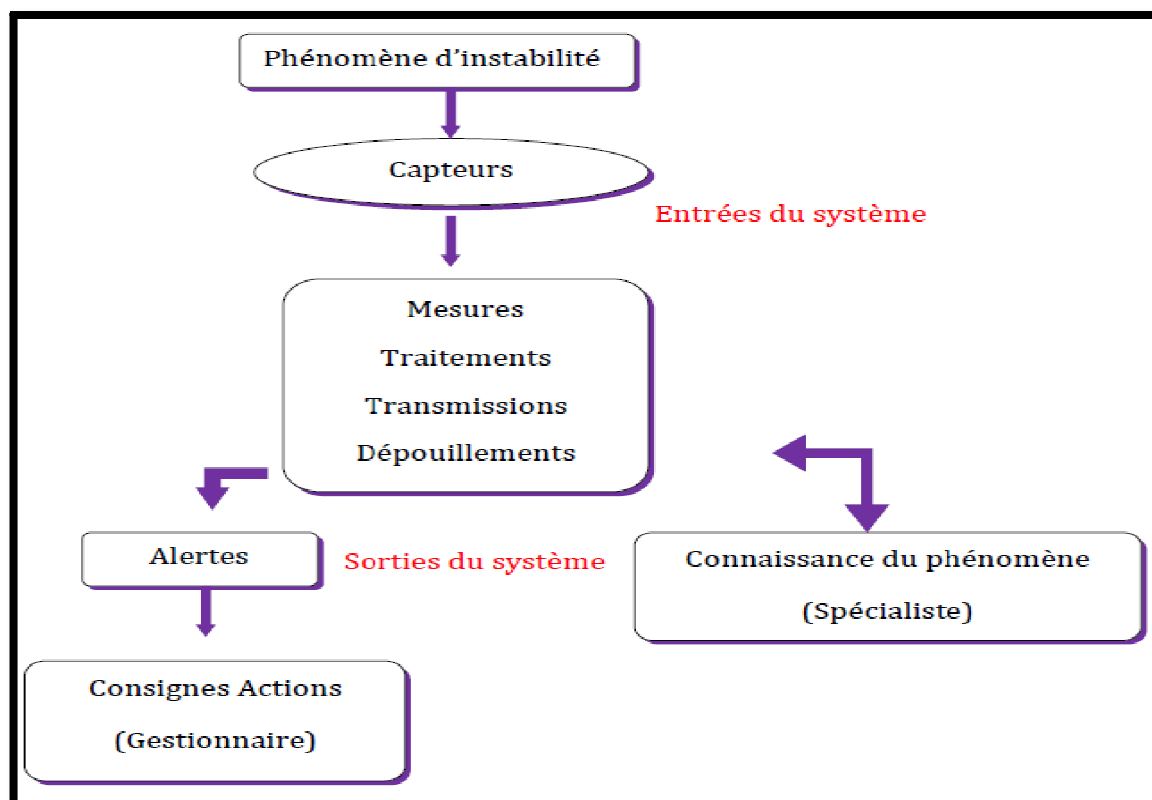 Phénomène d’instabilité
Capteurs
Entrées du système
Mesures
Traitements
Transmissions
Dépouillements
Alertes
Sorties du système
Connaissance du phénomène
(Spécialiste)
Consignes Actions
(Gestionnaire)